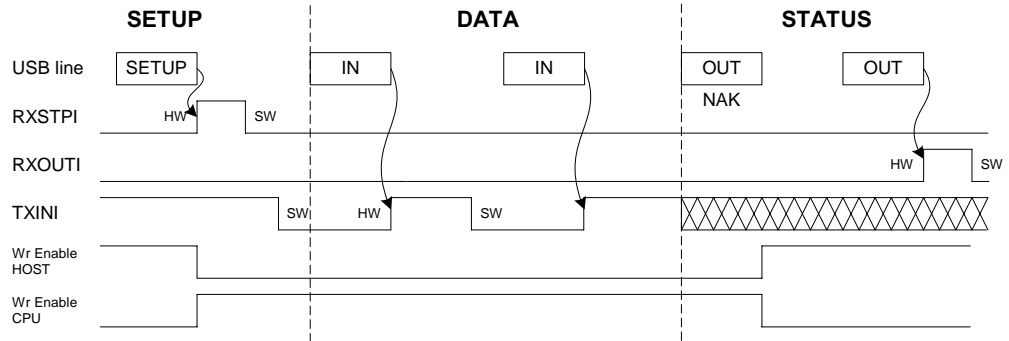 SETUP DATA STATUS
USB line SETUP IN IN OUT OUT
NAK
RXSTPI HW SW
RXOUTI HW SW
TXINI SW HW SW
Wr Enable
HOST
Wr Enable
CPU